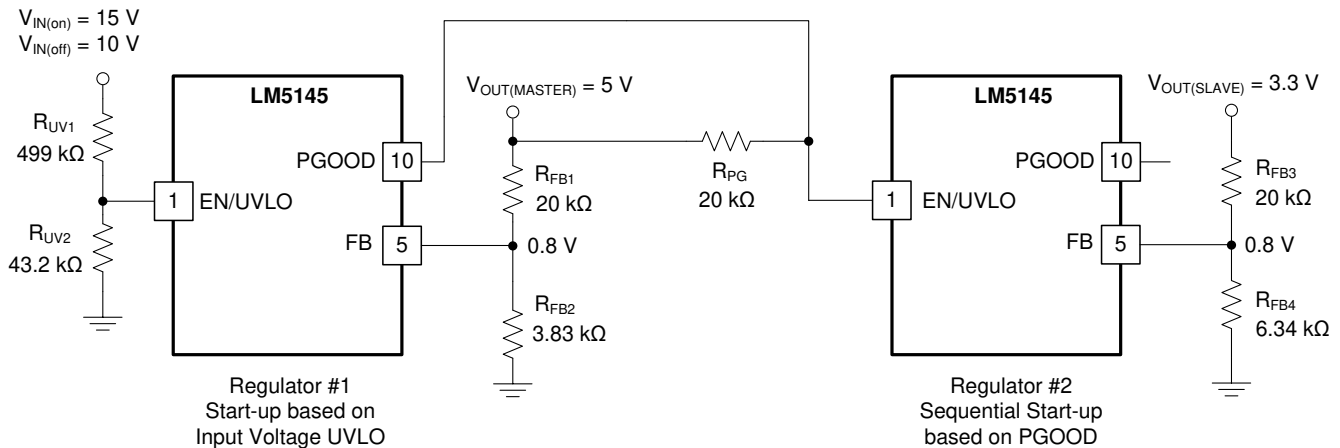 V_IN(on) = 15 V
V_IN(off) = 10 V
R_UV1
499 kΩ
R_UV2
43.2 kΩ
LM5145
PGOOD
10
1
EN/UVLO
FB
5
Regulator #1
Start-up based on
Input Voltage UVLO
V_OUT(MASTER) = 5 V
R_FB1
20 kΩ
0.8 V
R_FB2
3.83 kΩ
R_PG
20 kΩ
LM5145
PGOOD
10
1
EN/UVLO
FB
5
Regulator #2
Sequential Start-up
based on PGOOD
V_OUT(SLAVE) = 3.3 V
R_FB3
20 kΩ
0.8 V
R_FB4
6.34 kΩ